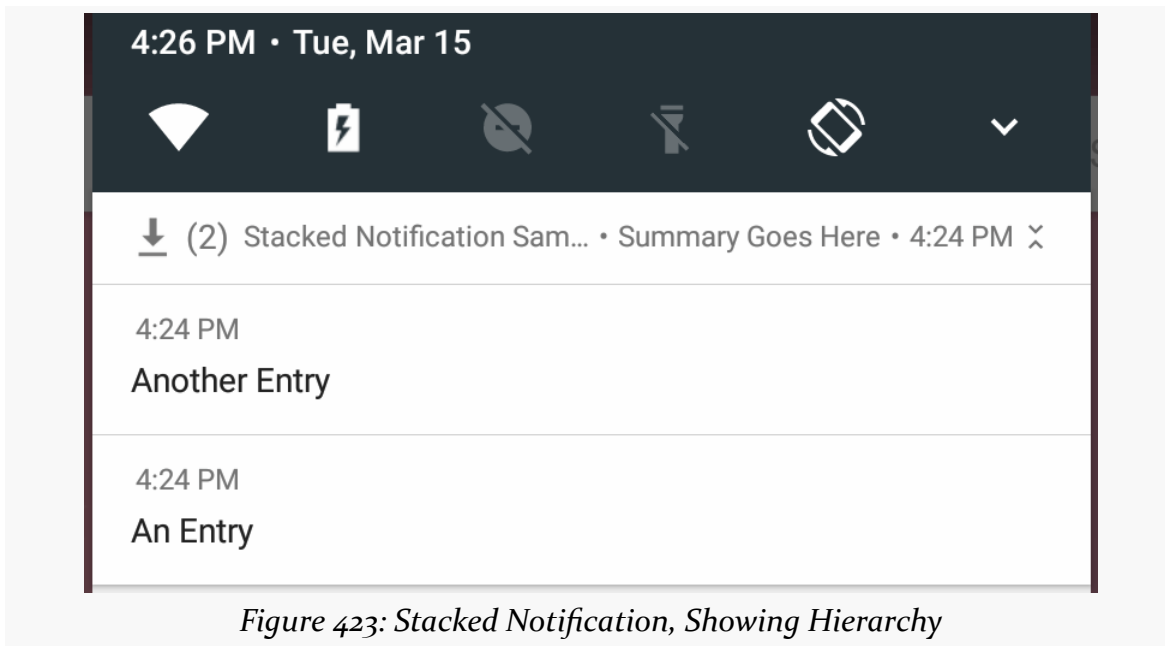 4:26 PM • Tue, Mar 15
(2) Stacked Notification Sam... • Summary Goes Here • 4:24 PM
4:24 PM
Another Entry
4:24 PM
An Entry
Figure 423: Stacked Notification, Showing Hierarchy